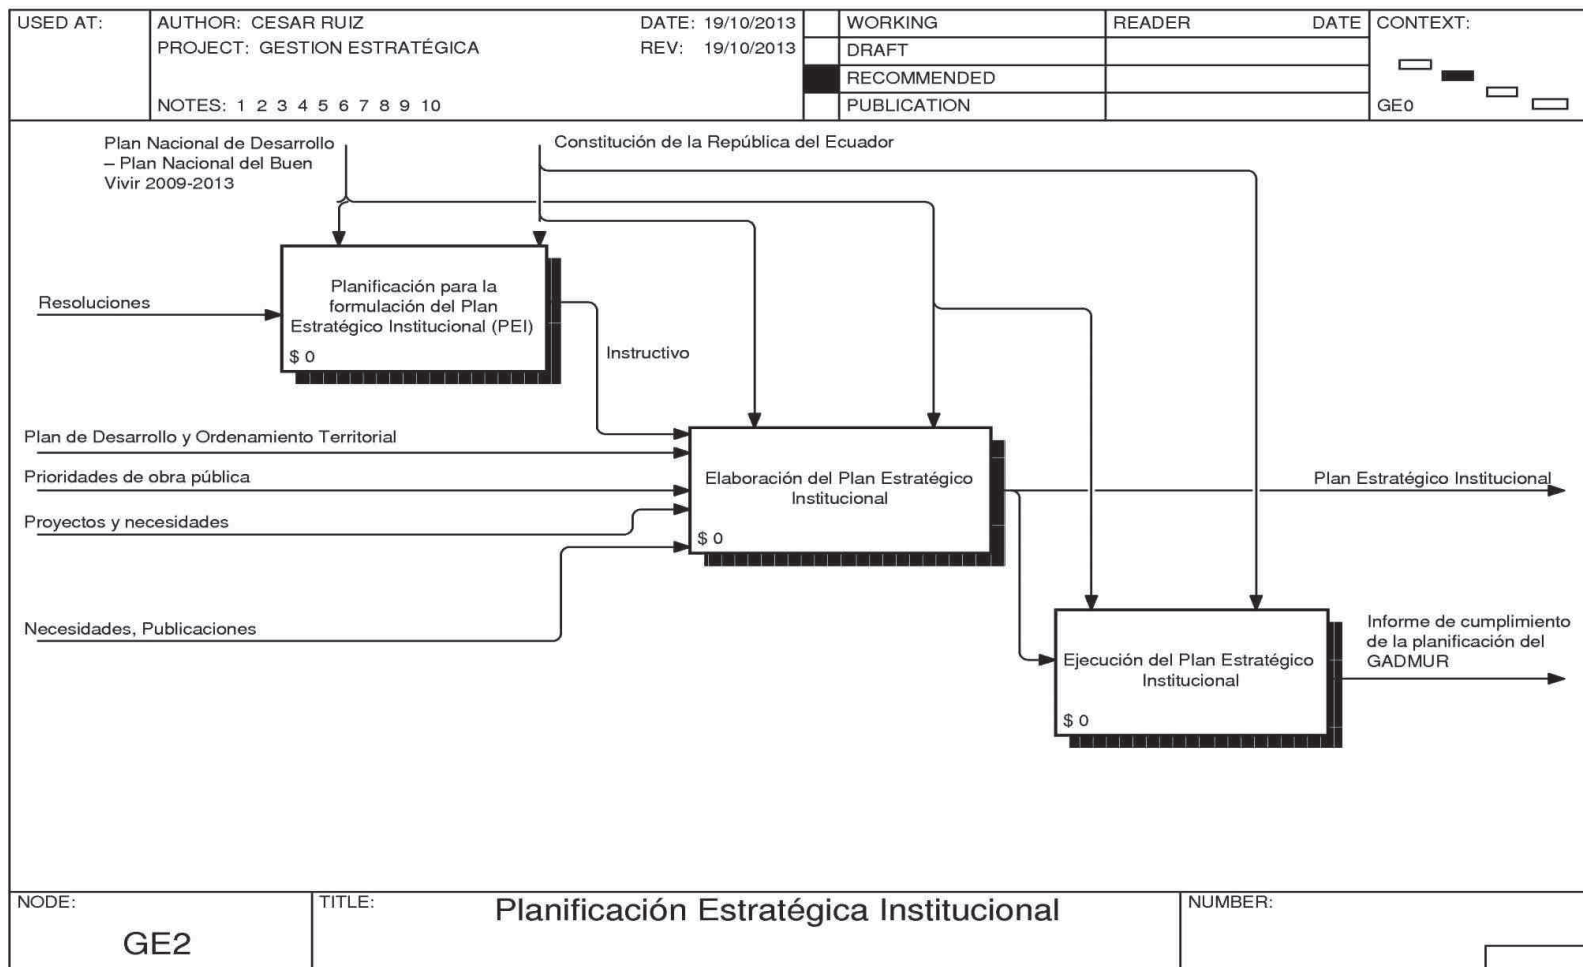 USED AT:
AUTHOR: CESAR RUIZ
DATE: 19/10/2013
PROJECT: GESTION ESTRATÉGICA
REV: 19/10/2013
NOTES: 1 2 3 4 5 6 7 8 9 10
WORKING
DRAFT
RECOMMENDED
PUBLICATION
READER
DATE
CONTEXT:
GE0
Plan Nacional de Desarrollo
– Plan Nacional del Buen
Vivir 2009-2013
Constitución de la República del Ecuador
Resoluciones
Planificación para la
formulación del Plan
Estratégico Institucional (PEI)
$ 0
Instructivo
Plan de Desarrollo y Ordenamiento Territorial
Prioridades de obra pública
Proyectos y necesidades
Necesidades, Publicaciones
Elaboración del Plan Estratégico
Institucional
$ 0
Plan Estratégico Institucional
Ejecución del Plan Estratégico
Institucional
$ 0
Informe de cumplimiento
de la planificación del
GADMUR
NODE:
GE2
TITLE:
Planificación Estratégica Institucional
NUMBER: